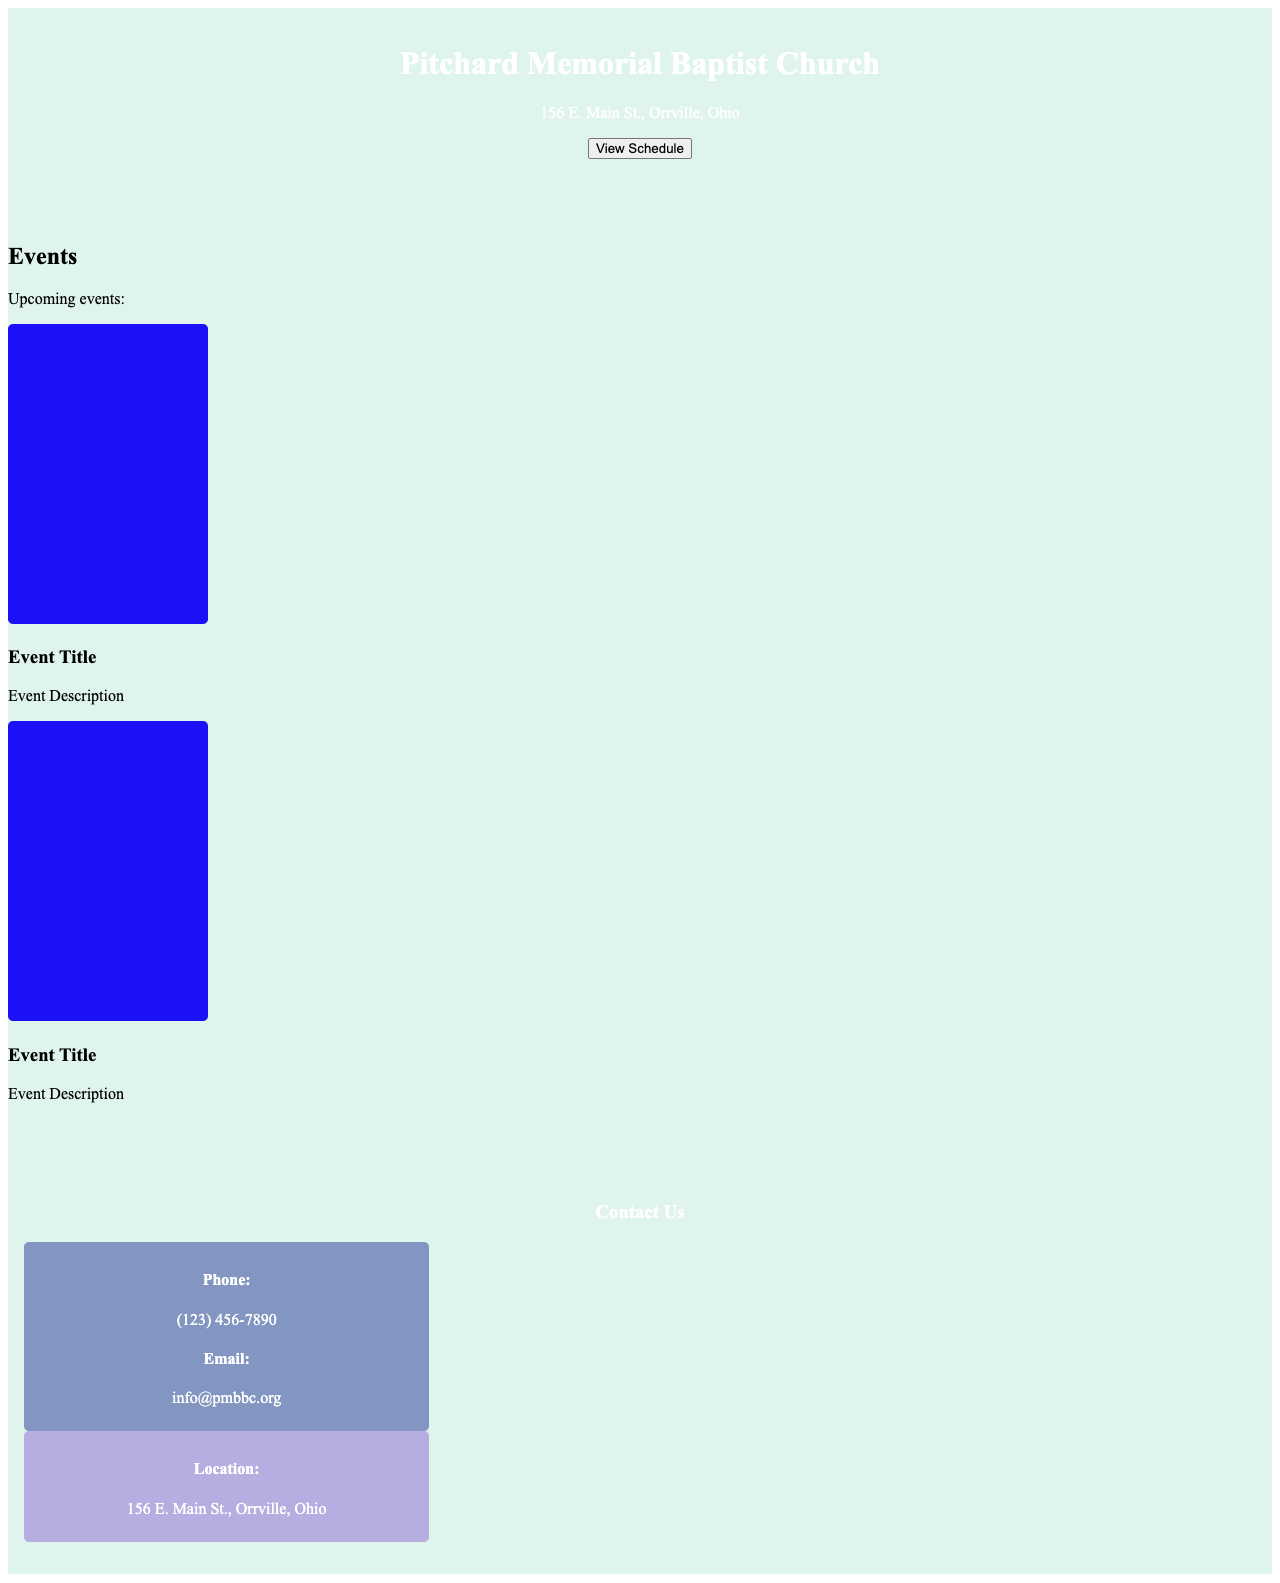 Pitchard Memorial Baptist Church
156 E. Main St., Orrville, Ohio
View Schedule
Events
Upcoming events:
Event Title
Event Description
Event Title
Event Description
Contact Us
Phone:
(123) 456-7890
Email:
info@pmbbc.org
Location:
156 E. Main St., Orrville, Ohio